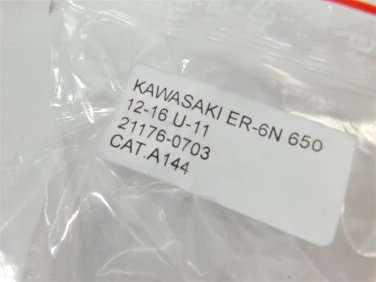 KAWASAKI ER-6N 650
12-16 U-11
21176-0703
CAT.A144